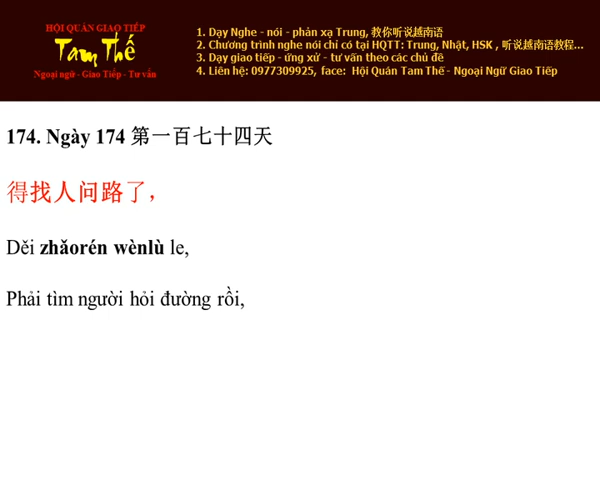 HỘI QUÁN GIAO TIẾP
Tam Thế
Ngoại ngữ - Giao Tiếp - Tư vấn
1. Dạy Nghe - nói - phản xạ Trung, 教你听说越南语
2. Chương trình nghe nói chỉ có tại HQTT: Trung, Nhật, HSK , 听说越南语教程...
3. Dạy giao tiếp - ứng xử - tư vấn theo các chủ đề
4. Liên hệ: 0977309925, face: Hội Quán Tam Thế - Ngoại Ngữ Giao Tiếp
174. Ngày 174 第一百七十四天
得找人问路了，
Děi zhǎorén wènlù le,
Phải tìm người hỏi đường rồi,